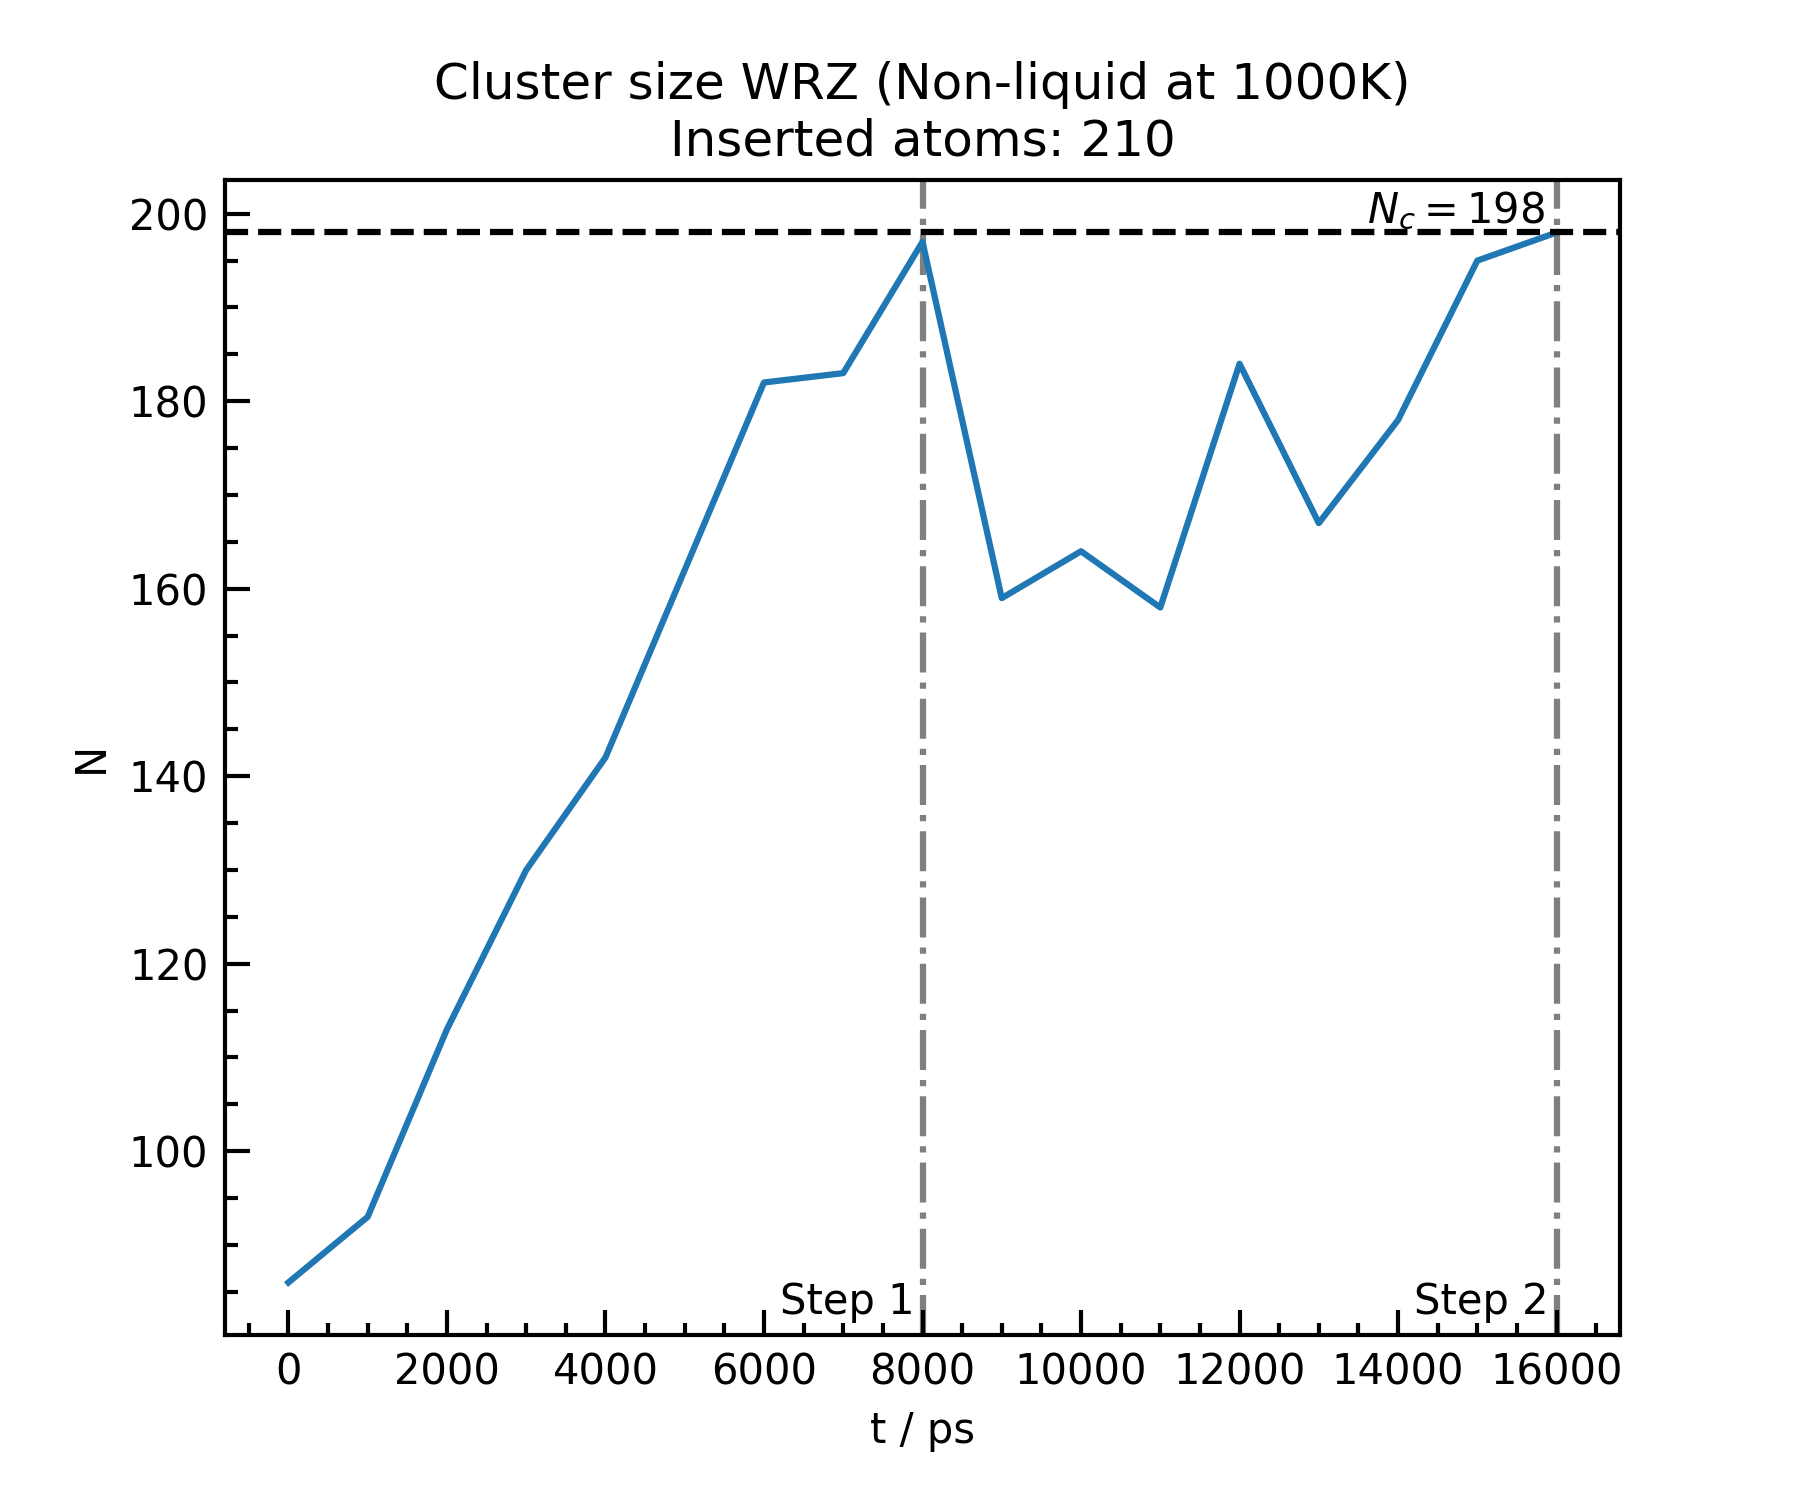 Cluster size WRZ (Non-liquid at 1000K)
Inserted atoms: 210
200
180
160
140
120
100
N
N_c = 198
Step 1
Step 2
0 2000 4000 6000 8000 10000 12000 14000 16000
t / ps